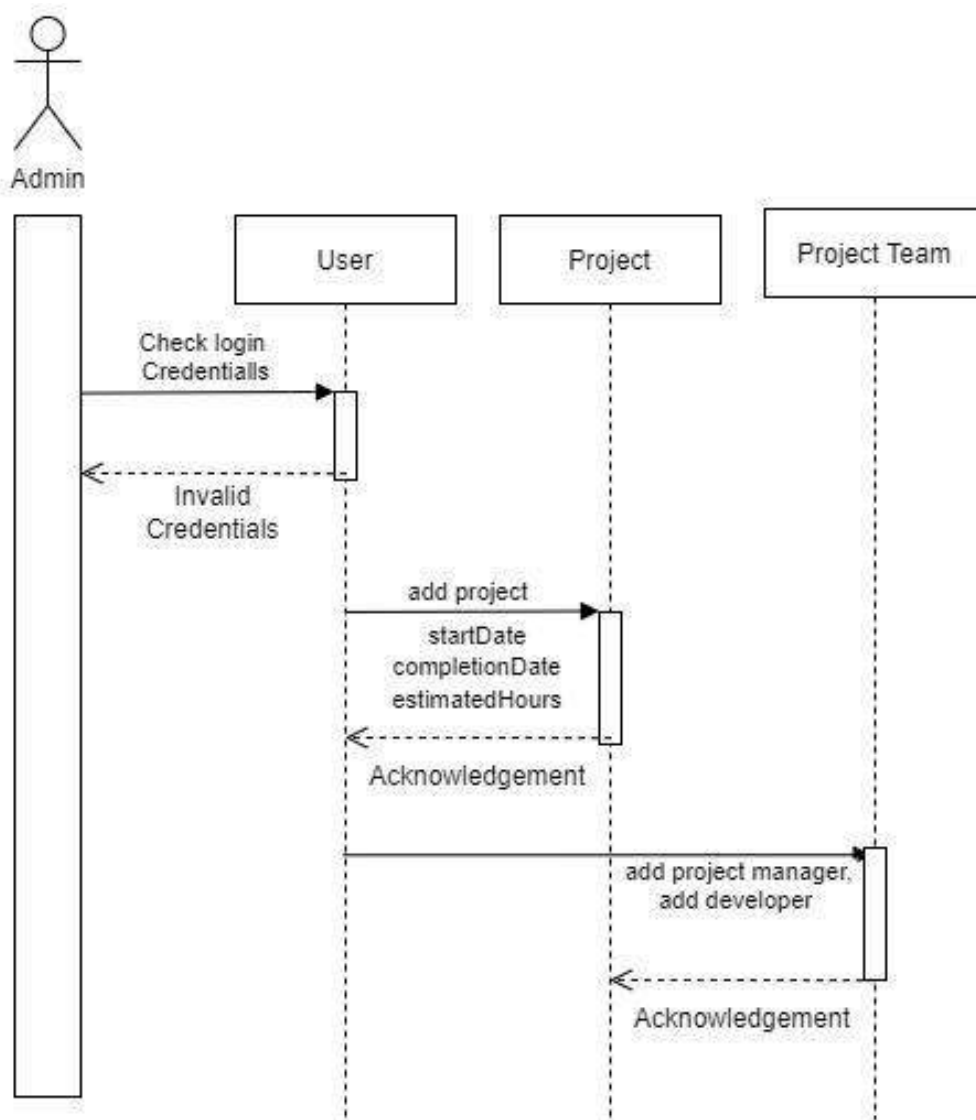 Admin
User
Project
Project Team
Check login
Credentialls
Invalid
Credentials
add project
startDate
completionDate
estimatedHours
Acknowledgement
add project manager,
add developer
Acknowledgement